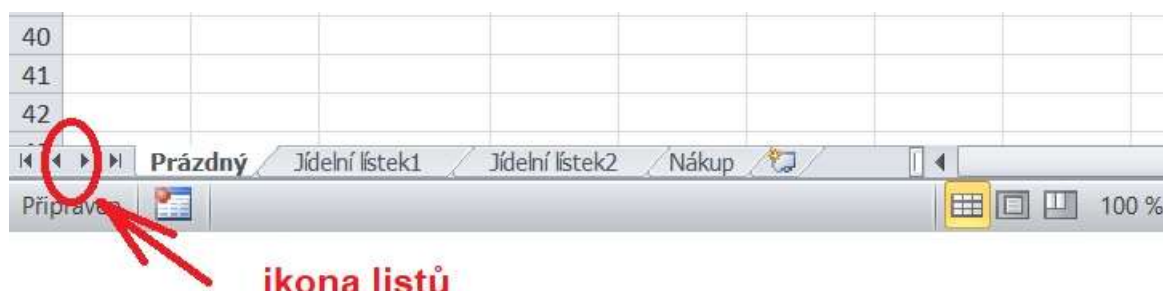 40
41
42
Prázdný Jídelní lístek1 Jídelní lístek2 Nákup
Připraven 100 %
ikona listů